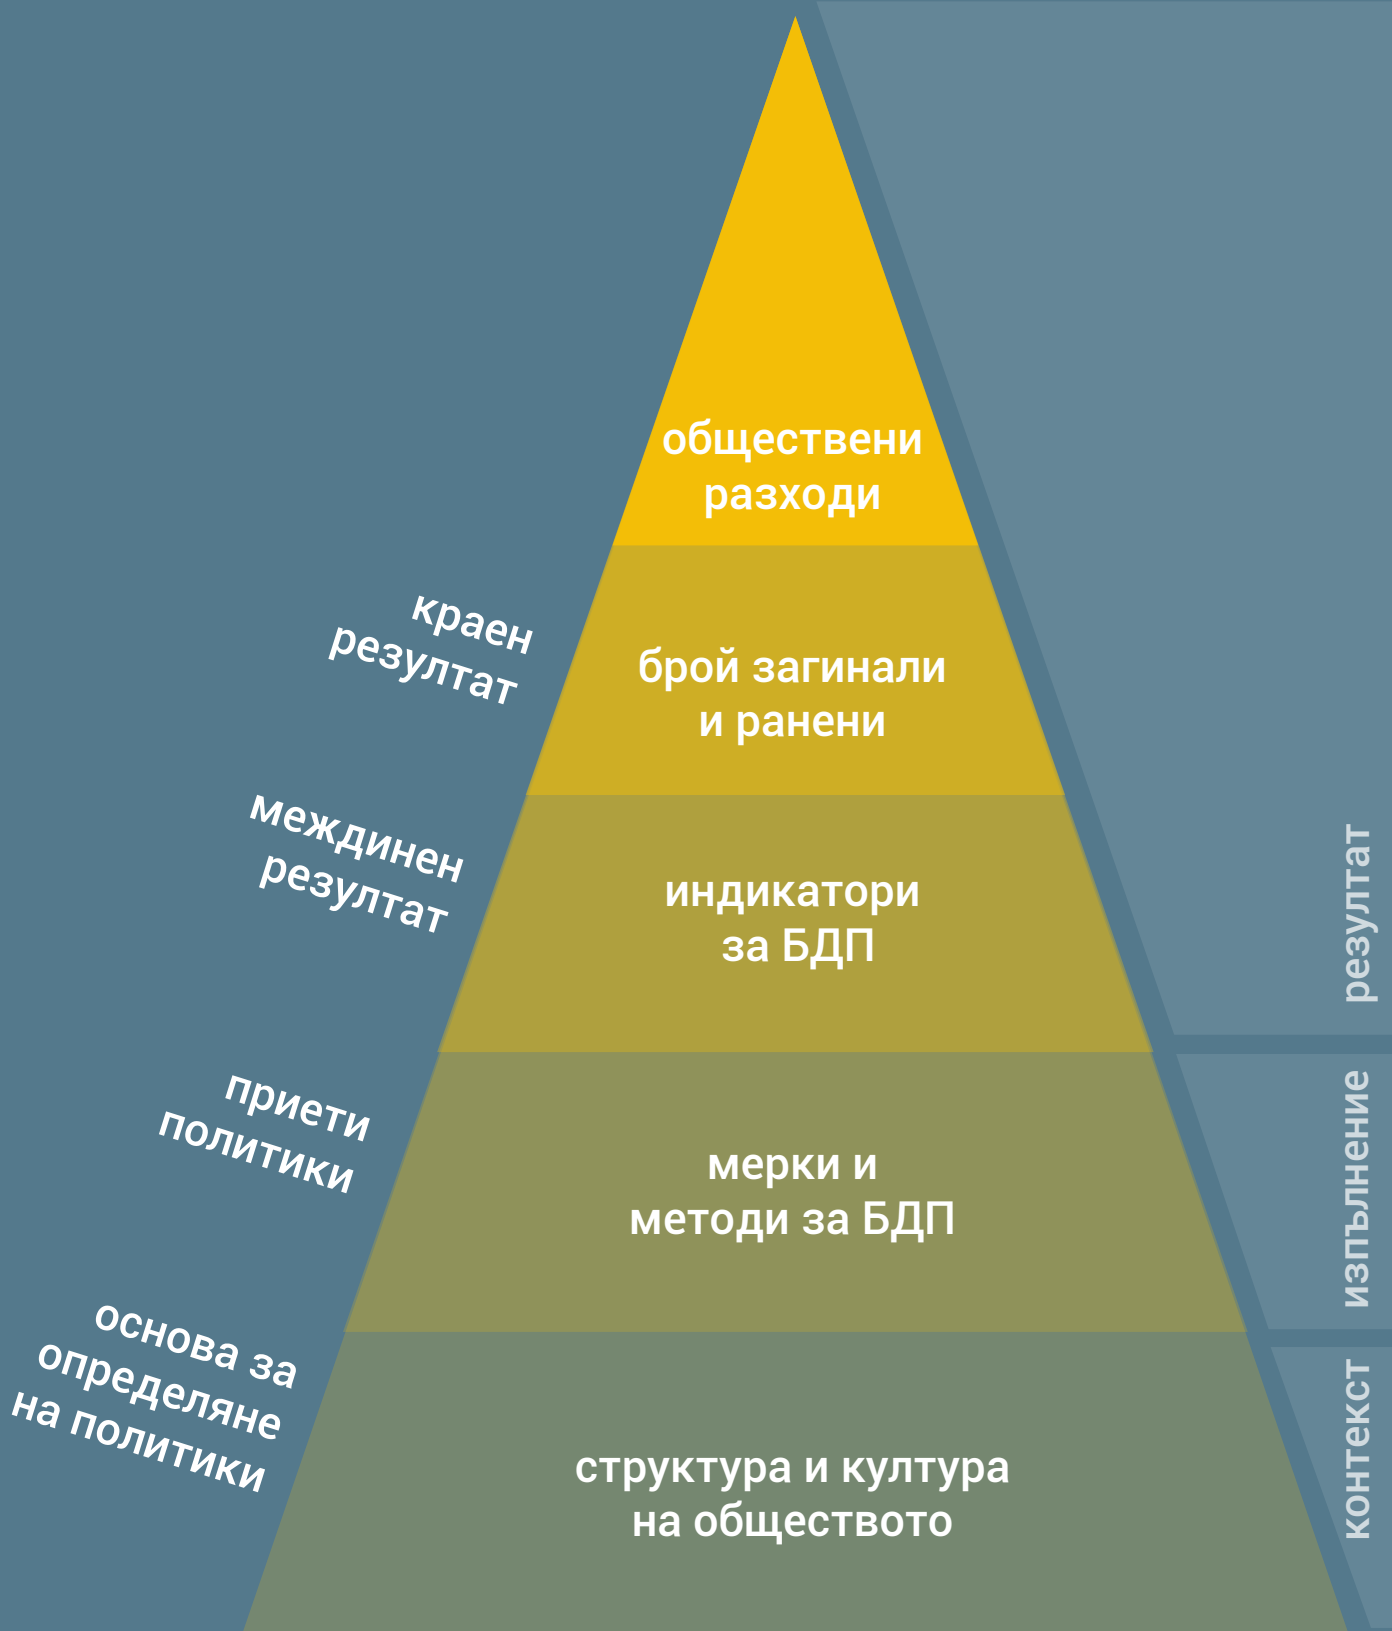 обществени
разходи
краен
резултат
брой загинали
и ранени
междинен
резултат
индикатори
за БДП
резултат
приети
политики
мерки и
методи за БДП
изпълнение
основа за
определяне
на политики
структура и култура
на обществото
контекст